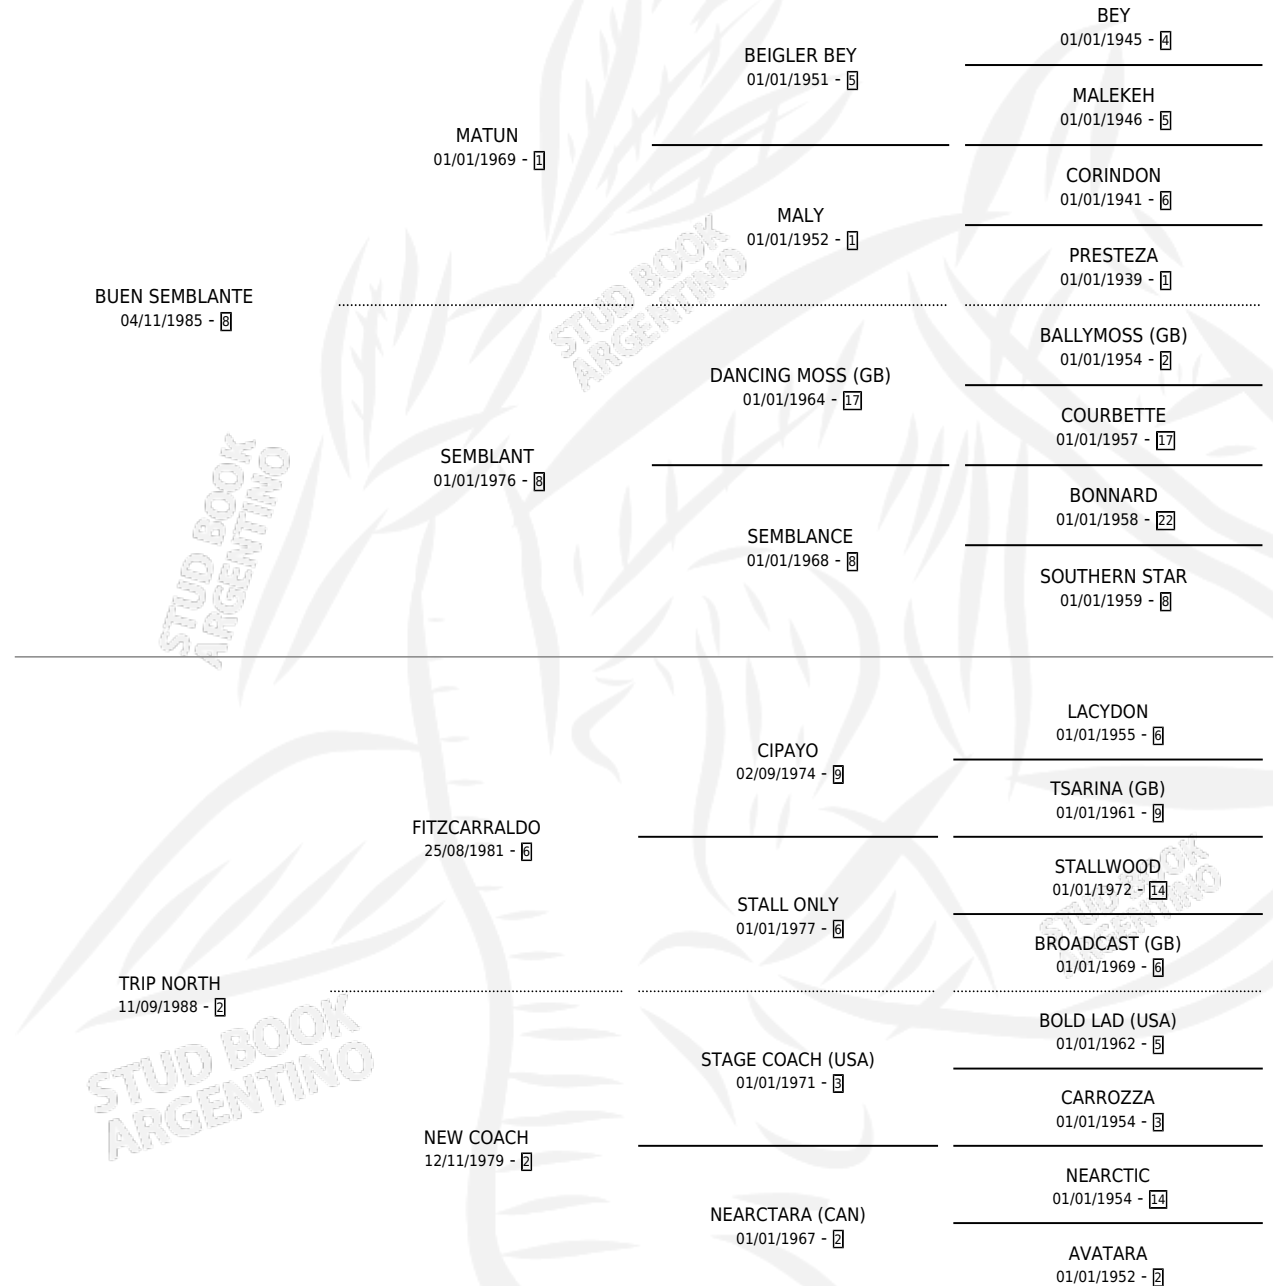 BEY
01/01/1945 - 4
BEIGLER BEY
01/01/1951 - 5
MALEKEH
01/01/1946 - 5
MATUN
01/01/1969 - 1
CORINDON
01/01/1941 - 6
MALY
01/01/1952 - 1
PRESTEZA
01/01/1939 - 1
BUEN SEMBLANTE
04/11/1985 - 8
BALLYMOSS (GB)
01/01/1954 - 2
DANCING MOSS (GB)
01/01/1964 - 17
COURBETTE
01/01/1957 - 17
SEMBLANT
01/01/1976 - 8
BONNARD
01/01/1958 - 22
SEMBLANCE
01/01/1968 - 8
SOUTHERN STAR
01/01/1959 - 8
LACYDON
01/01/1955 - 6
CIPAYO
02/09/1974 - 9
TSARINA (GB)
01/01/1961 - 9
FITZCARRALDO
25/08/1981 - 6
STALLWOOD
01/01/1972 - 14
STALL ONLY
01/01/1977 - 6
BROADCAST (GB)
01/01/1969 - 6
TRIP NORTH
11/09/1988 - 2
BOLD LAD (USA)
01/01/1962 - 5
STAGE COACH (USA)
01/01/1971 - 3
CARROZZA
01/01/1954 - 3
NEW COACH
12/11/1979 - 2
NEARCTIC
01/01/1954 - 14
NEARCTARA (CAN)
01/01/1967 - 2
AVATARA
01/01/1952 - 2
STUD BOOK
ARGENTINO
STUD BOOK
ARGENTINO
STUD BOOK
ARGENTINO
STUD BOOK
ARGENTINO